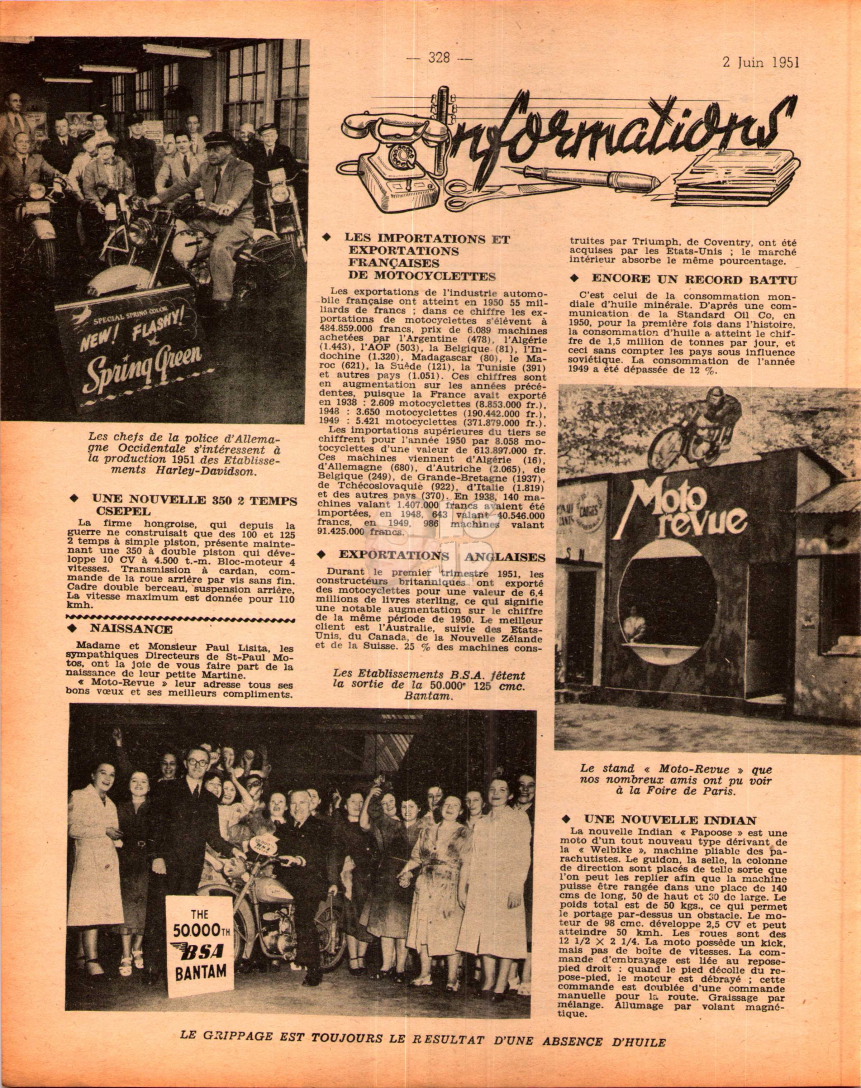 — 328 —
2 Juin 1951
Informations
SPECIAL SPRING COLOR
NEW! FLASHY!
Spring Green
Les chefs de la police d'Allema-
gne Occidentale s'intéressent à
la production 1951 des Etablisse-
ments Harley-Davidson.
◆ UNE NOUVELLE 350 2 TEMPS
CSEPEL
La firme hongroise, qui depuis la
guerre ne construisait que des 100 et 125
2 temps à simple piston, présente mainte-
nant une 350 à double piston qui déve-
loppe 10 CV à 4.500 t.-m. Bloc-moteur 4
vitesses. Transmission à cardan, com-
mande de la roue arrière par vis sans fin.
Cadre double berceau, suspension arrière.
La vitesse maximum est donnée pour 110
kmh.
◆ NAISSANCE
Madame et Monsieur Paul Lisita, les
sympathiques Directeurs de St-Paul Mo-
tos, ont la joie de vous faire part de la
naissance de leur petite Martine.
« Moto-Revue » leur adresse tous ses
bons vœux et ses meilleurs compliments.
◆ LES IMPORTATIONS ET
EXPORTATIONS
FRANÇAISES
DE MOTOCYCLETTES
Les exportations de l'industrie automo-
bile française ont atteint en 1950 55 mil-
liards de francs ; dans ce chiffre les ex-
portations de motocyclettes s'élèvent à
484.859.000 francs, prix de 6.089 machines
achetées par l'Argentine (478), l'Algérie
(1.443), l'AOF (503), la Belgique (81), l'In-
dochine (1.320), Madagascar (80), le Ma-
roc (621), la Suède (121), la Tunisie (391)
et autres pays (1.051). Ces chiffres sont
en augmentation sur les années précé-
dentes, puisque la France avait exporté
en 1938 : 2.609 motocyclettes (8.853.000 fr.),
1948 : 3.650 motocyclettes (190.442.000 fr.),
1949 : 5.421 motocyclettes (371.879.000 fr.).
Les importations supérieures du tiers se
chiffrent pour l'année 1950 par 8.058 mo-
tocyclettes d'une valeur de 613.897.000 fr.
Ces machines viennent d'Algérie (16),
d'Allemagne (680), d'Autriche (2.065), de
Belgique (249), de Grande-Bretagne (1937),
de Tchécoslovaquie (922), d'Italie (1.819)
et des autres pays (370). En 1938, 140 ma-
chines valant 1.407.000 francs avaient été
importées, en 1948, 643 valant 40.546.000
francs, en 1949, 986 machines valant
91.425.000 francs.
◆ EXPORTATIONS ANGLAISES
Durant le premier trimestre 1951, les
constructeurs britanniques ont exporté
des motocyclettes pour une valeur de 6,4
millions de livres sterling, ce qui signifie
une notable augmentation sur le chiffre
de la même période de 1950. Le meilleur
client est l'Australie, suivie des Etats-
Unis, du Canada, de la Nouvelle Zélande
et de la Suisse. 25 % des machines cons-
Les Etablissements B.S.A. fêtent
la sortie de la 50.000e 125 cmc.
Bantam.
THE
50.000TH
BSA
BANTAM
truites par Triumph, de Coventry, ont été
acquises par les Etats-Unis ; le marché
intérieur absorbe le même pourcentage.
◆ ENCORE UN RECORD BATTU
C'est celui de la consommation mon-
diale d'huile minérale. D'après une com-
munication de la Standard Oil Co, en
1950, pour la première fois dans l'histoire,
la consommation d'huile a atteint le chif-
fre de 1,5 million de tonnes par jour, et
ceci sans compter les pays sous influence
soviétique. La consommation de l'année
1949 a été dépassée de 12 %.
Moto
revue
Le stand « Moto-Revue » que
nos nombreux amis ont pu voir
à la Foire de Paris.
◆ UNE NOUVELLE INDIAN
La nouvelle Indian « Papoose » est une
moto d'un tout nouveau type dérivant de
la « Welbike », machine pliable des pa-
rachutistes. Le guidon, la selle, la colonne
de direction sont placés de telle sorte que
l'on peut les replier afin que la machine
puisse être rangée dans une place de 140
cms de long, 50 de haut et 30 de large. Le
poids total est de 50 kgs., ce qui permet
le portage par-dessus un obstacle. Le mo-
teur de 98 cmc. développe 2,5 CV et peut
atteindre 50 kmh. Les roues sont des
12 1/2 × 2 1/4. La moto possède un kick,
mais pas de boîte de vitesses. La com-
mande d'embrayage est liée au repose-
pied droit : quand le pied décolle du re-
pose-pied, le moteur est débrayé ; cette
commande est doublée d'une commande
manuelle pour la route. Graissage par
mélange. Allumage par volant magné-
tique.
LE GRIPPAGE EST TOUJOURS LE RESULTAT D'UNE ABSENCE D'HUILE